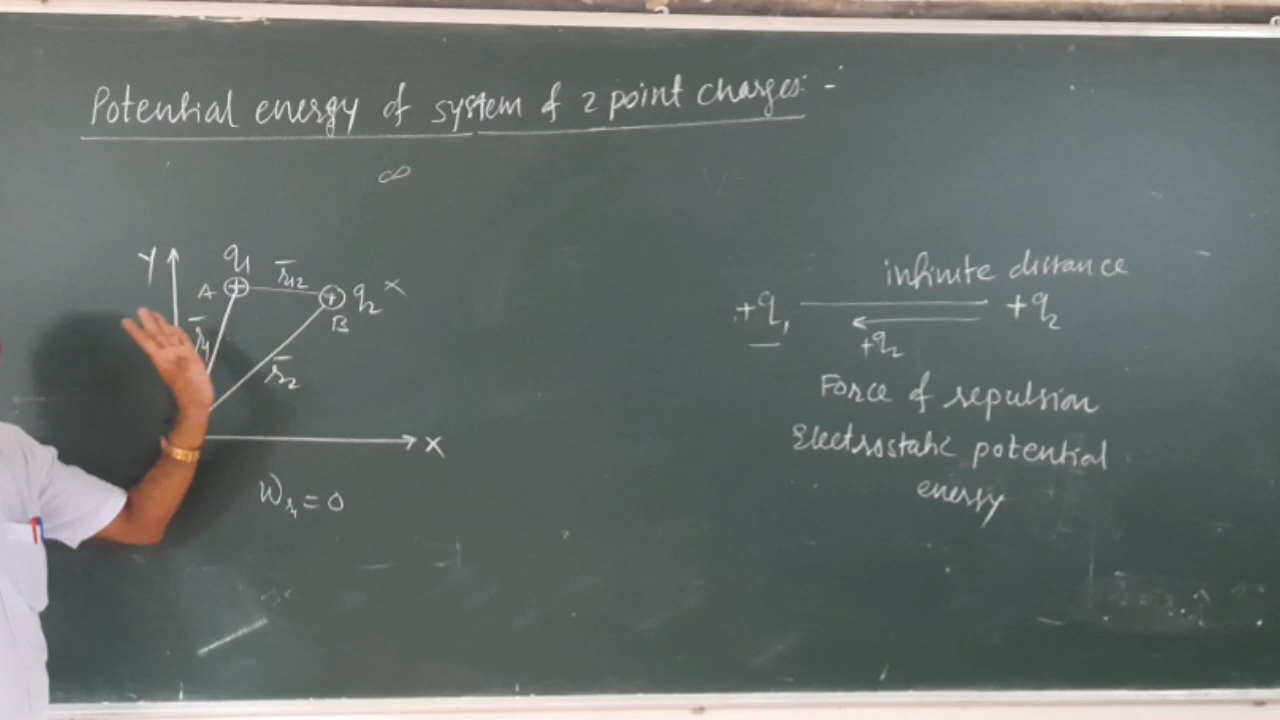 Potential energy of system of 2 point charges: -
∞
Y
q₁
A
r̅₁₂
q₂ x
B
r̅₁
r̅₂
X
W_r₁ = 0
infinite distance
+q₁
+q₂
+q₂
Force of repulsion
Electrostatic potential
energy